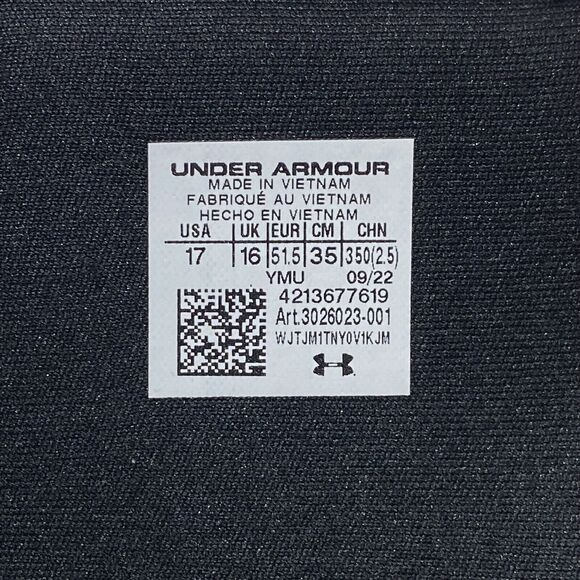 UNDER ARMOUR
MADE IN VIETNAM
FABRIQUÉ AU VIETNAM
HECHO EN VIETNAM
USA UK EUR CM CHN
17 16 51.5 35 350(2.5)
YMU 09/22
4213677619
Art.3026023-001
WJTJM1TNY0V1KJM